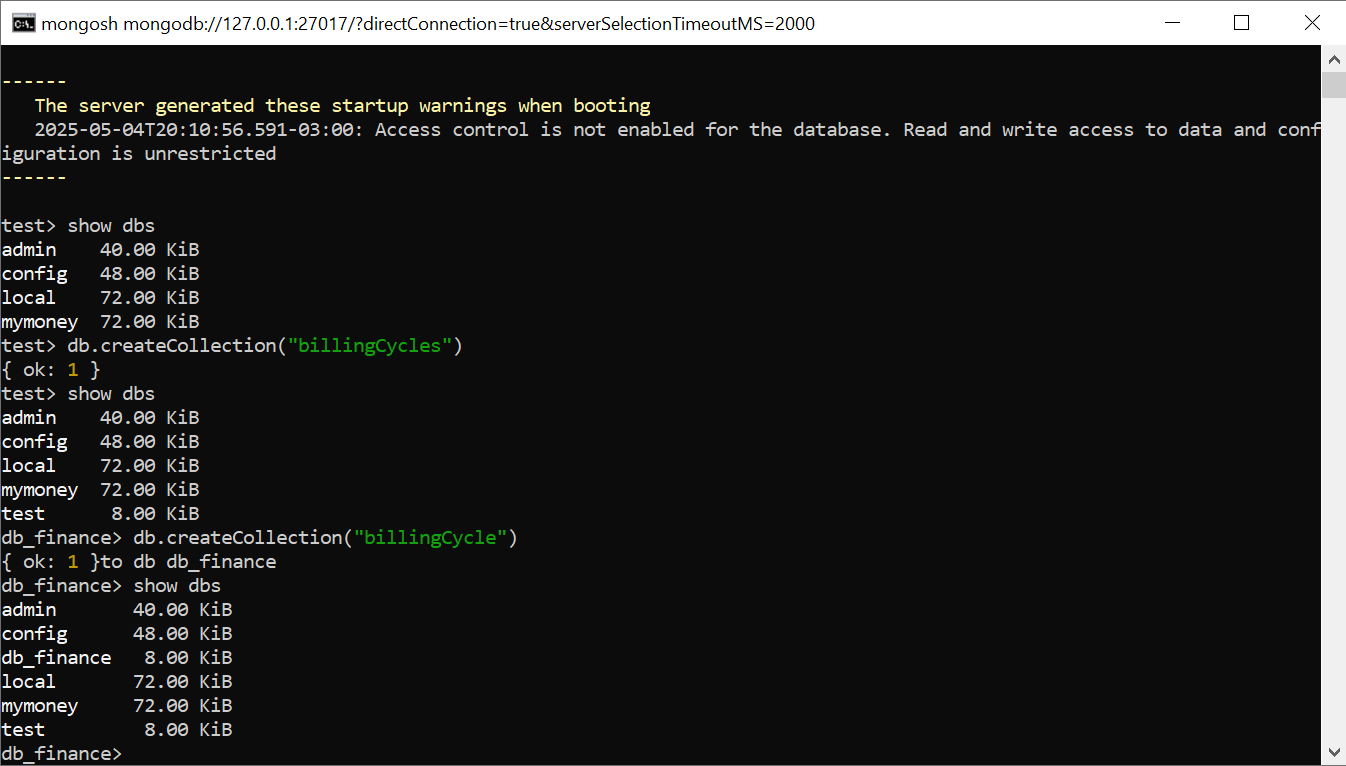 mongosh mongodb://127.0.0.1:27017/?directConnection=true&serverSelectionTimeoutMS=2000
------
   The server generated these startup warnings when booting
   2025-05-04T20:10:56.591-03:00: Access control is not enabled for the database. Read and write access to data and conf
iguration is unrestricted
------
test> show dbs
admin    40.00 KiB
config   48.00 KiB
local    72.00 KiB
mymoney  72.00 KiB
test> db.createCollection("billingCycles")
{ ok: 1 }
test> show dbs
admin    40.00 KiB
config   48.00 KiB
local    72.00 KiB
mymoney  72.00 KiB
test      8.00 KiB
db_finance> db.createCollection("billingCycle")
{ ok: 1 }to db db_finance
db_finance> show dbs
admin       40.00 KiB
config      48.00 KiB
db_finance   8.00 KiB
local       72.00 KiB
mymoney     72.00 KiB
test         8.00 KiB
db_finance>